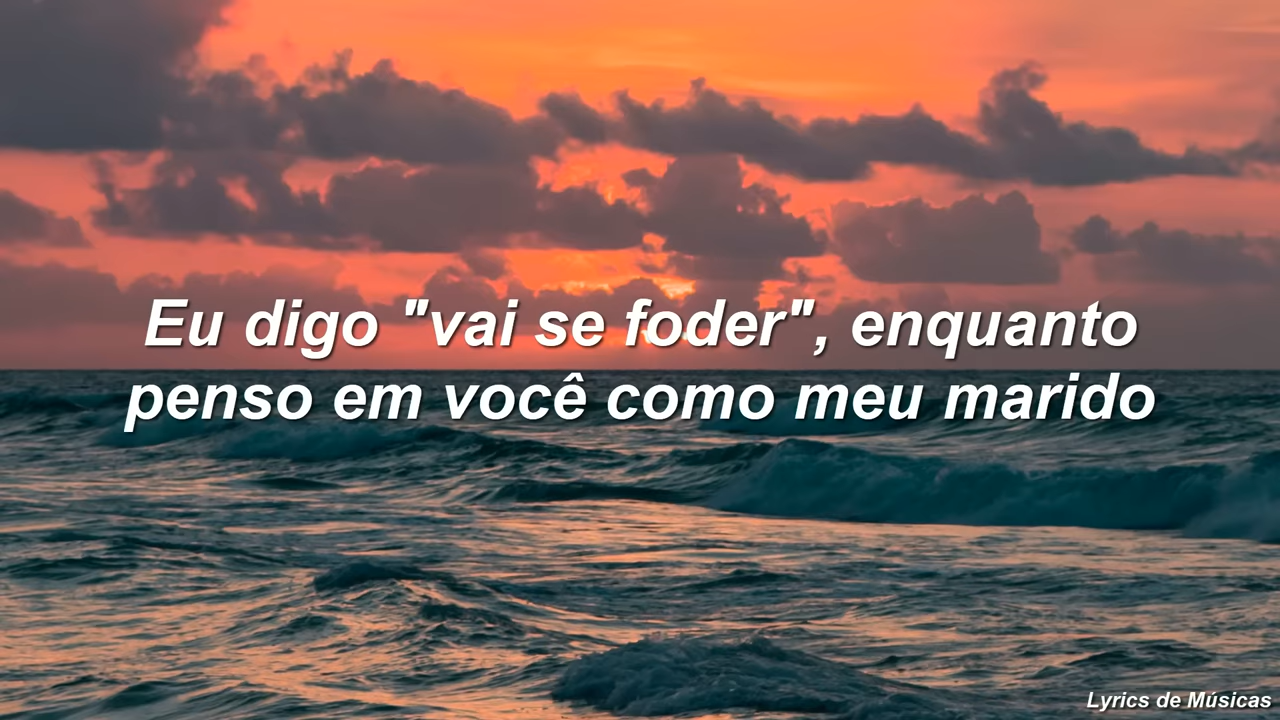 Eu digo "vai se foder", enquanto
penso em você como meu marido
Lyrics de Músicas